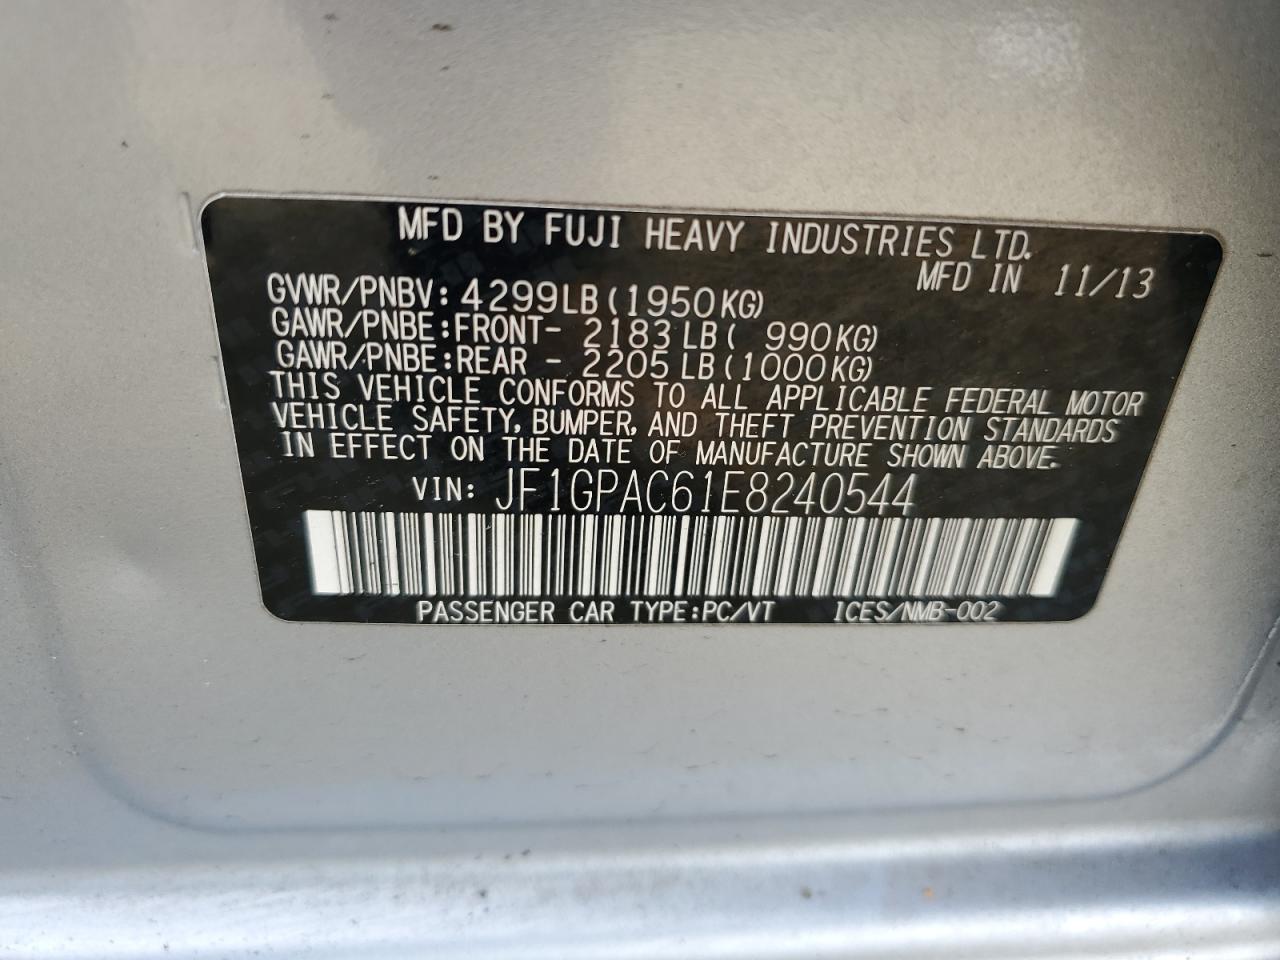 MFD BY FUJI HEAVY INDUSTRIES LTD.
MFD IN 11/13
GVWR/PNBV: 4299LB (1950KG)
GAWR/PNBE:FRONT- 2183 LB ( 990KG)
GAWR/PNBE:REAR - 2205 LB (1000KG)
THIS VEHICLE CONFORMS TO ALL APPLICABLE FEDERAL MOTOR
VEHICLE SAFETY, BUMPER, AND THEFT PREVENTION STANDARDS
IN EFFECT ON THE DATE OF MANUFACTURE SHOWN ABOVE.
VIN: JF1GPAC61E8240544
PASSENGER CAR TYPE:PC/VT ICES/NMB-002